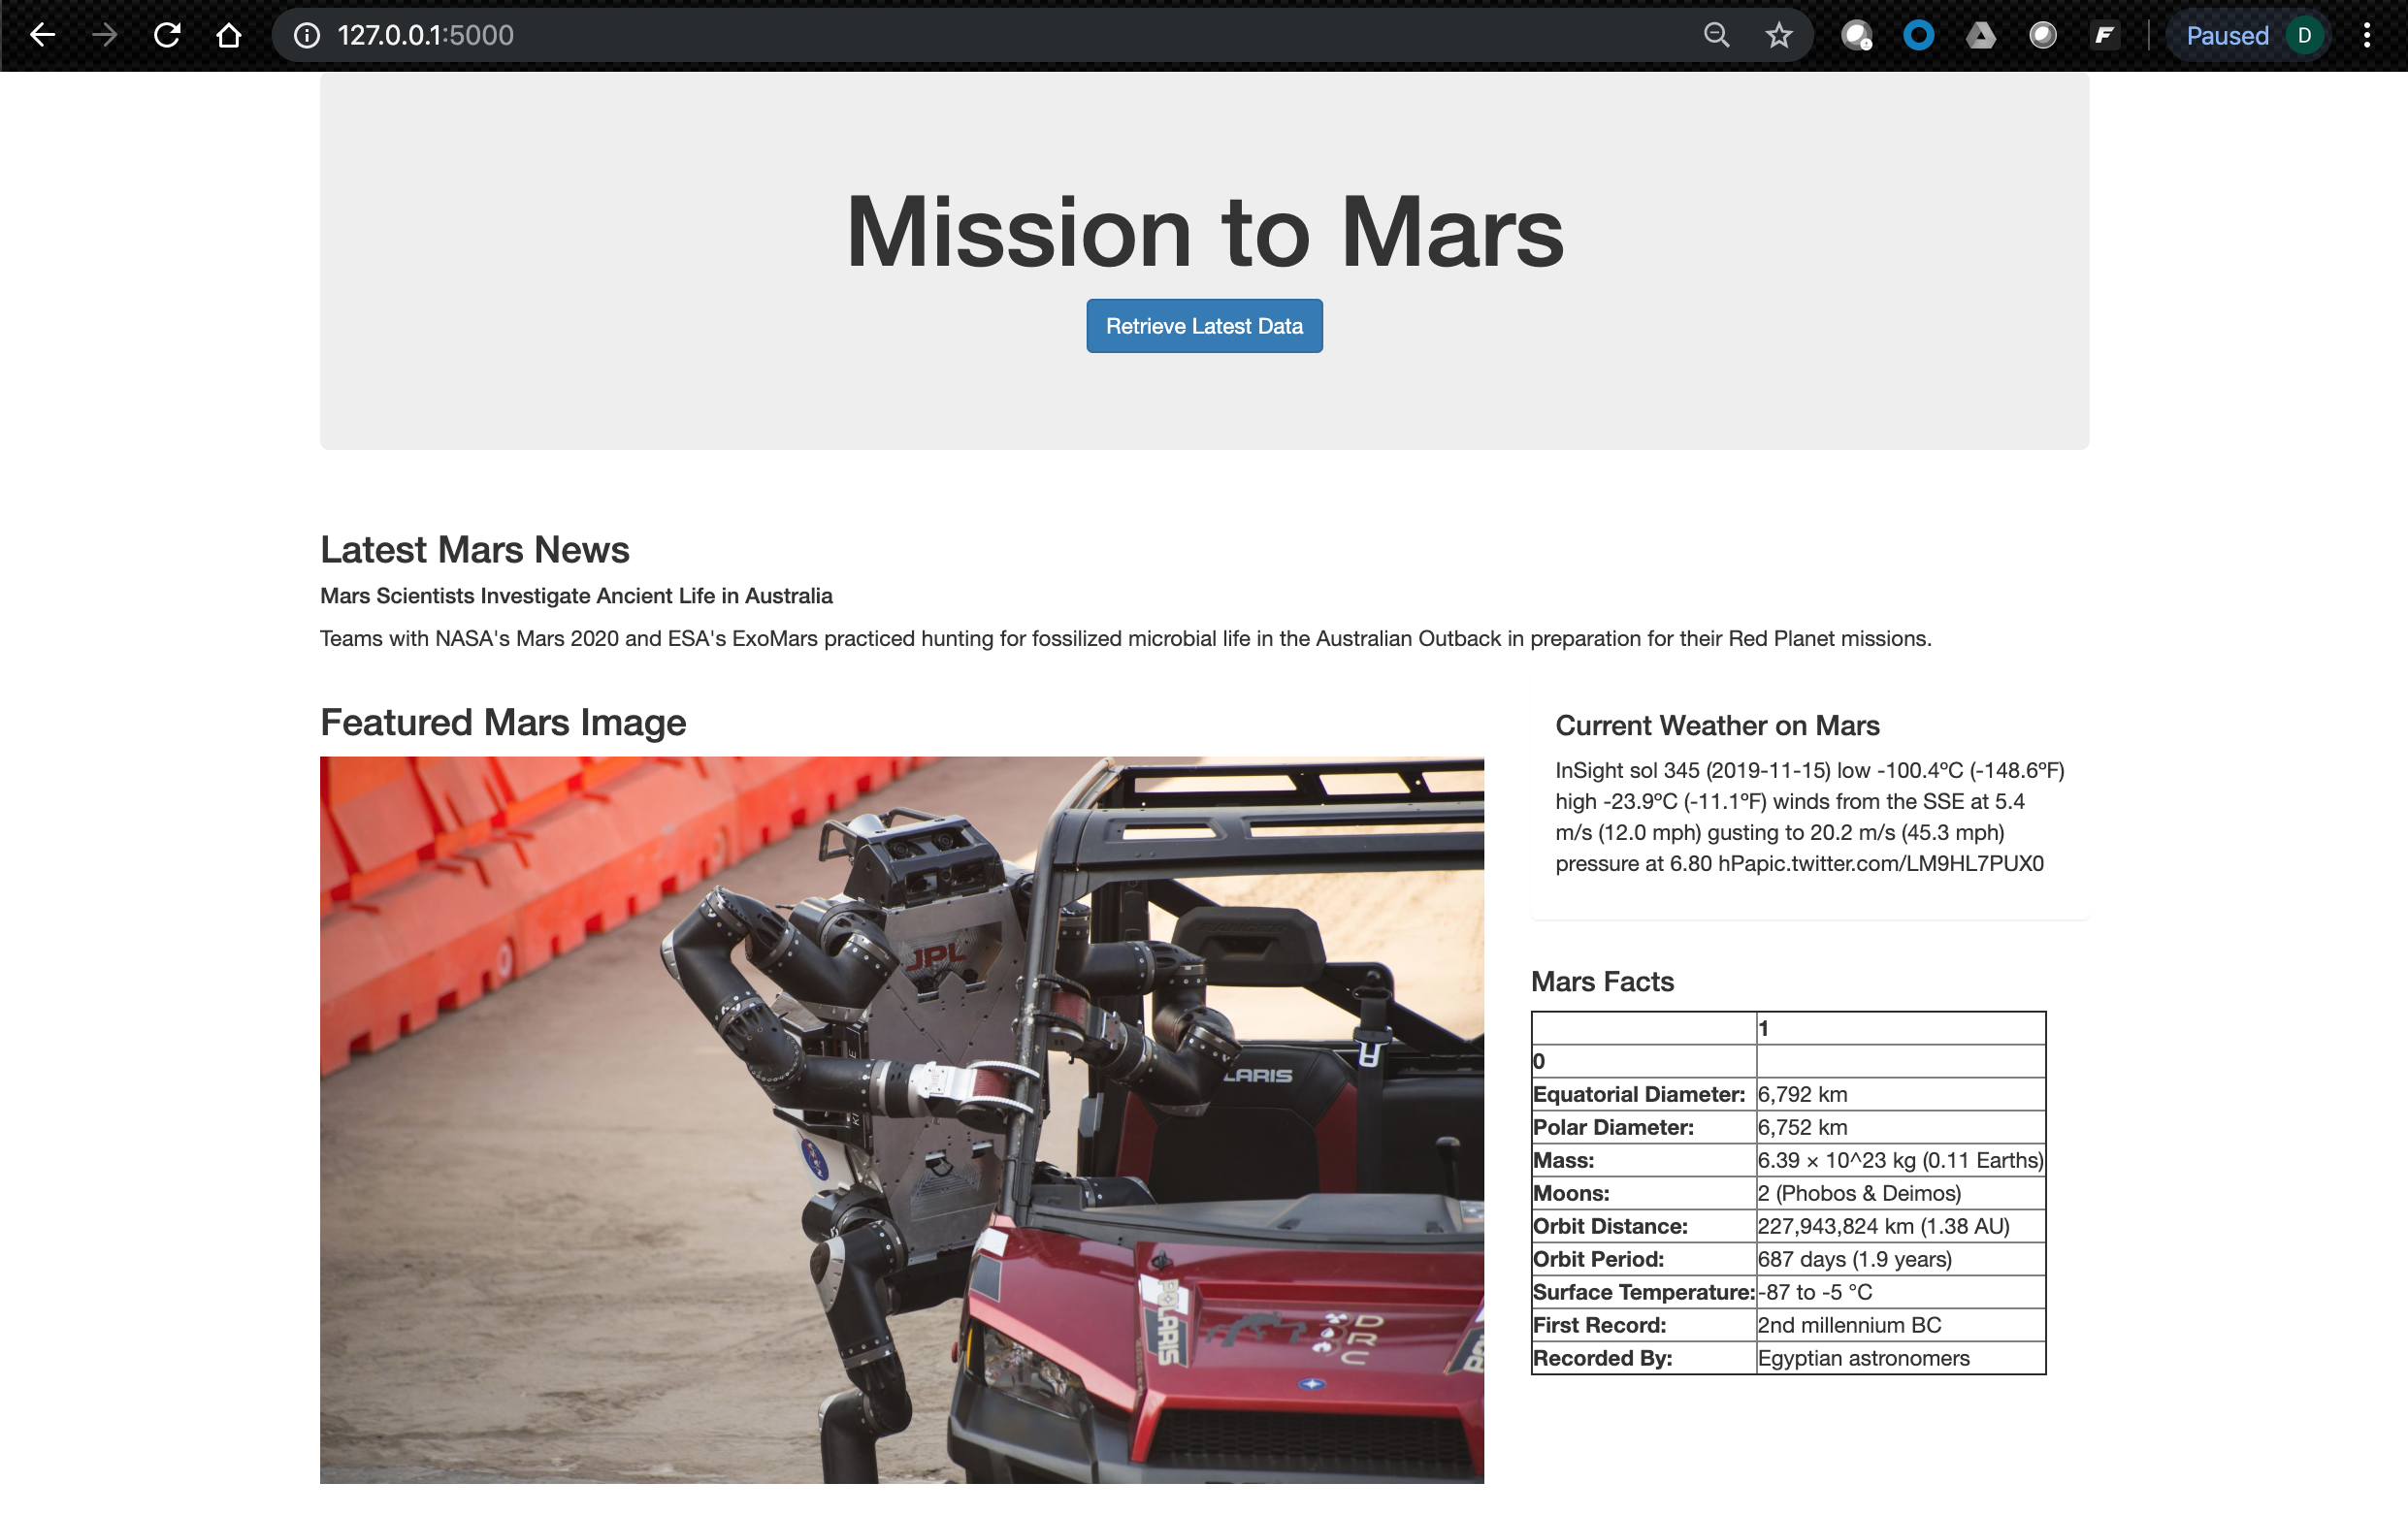 127.0.0.1:5000
Paused
D
Mission to Mars
Retrieve Latest Data
Latest Mars News
Mars Scientists Investigate Ancient Life in Australia
Teams with NASA's Mars 2020 and ESA's ExoMars practiced hunting for fossilized microbial life in the Australian Outback in preparation for their Red Planet missions.
Featured Mars Image
JPL
LARIS
POLARIS
DRC
Current Weather on Mars
InSight sol 345 (2019-11-15) low -100.4ºC (-148.6ºF)
high -23.9ºC (-11.1ºF) winds from the SSE at 5.4
m/s (12.0 mph) gusting to 20.2 m/s (45.3 mph)
pressure at 6.80 hPapic.twitter.com/LM9HL7PUX0
Mars Facts
1
0
Equatorial Diameter: 6,792 km
Polar Diameter: 6,752 km
Mass: 6.39 × 10^23 kg (0.11 Earths)
Moons: 2 (Phobos & Deimos)
Orbit Distance: 227,943,824 km (1.38 AU)
Orbit Period: 687 days (1.9 years)
Surface Temperature: -87 to -5 °C
First Record: 2nd millennium BC
Recorded By: Egyptian astronomers